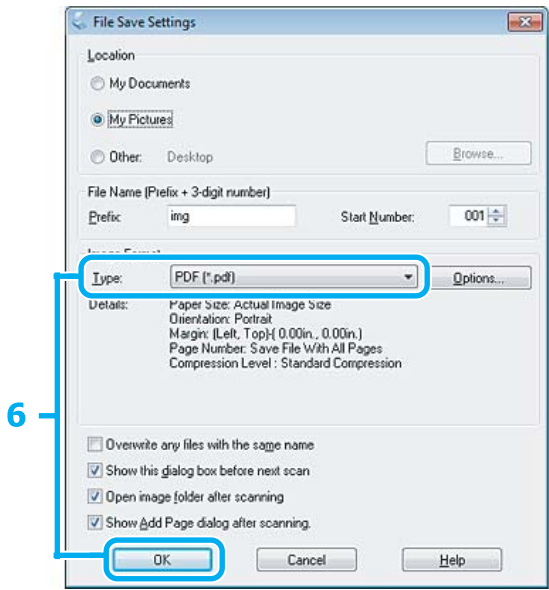 File Save Settings
Location
My Documents
My Pictures
Other: Desktop Browse...
File Name (Prefix + 3-digit number)
Prefix: img Start Number: 001
Image Format
Type: PDF (*.pdf) Options...
Details: Paper Size: Actual Image Size
Orientation: Portrait
Margin: (Left, Top)-( 0.00in., 0.00in.)
Page Number: Save File With All Pages
Compression Level : Standard Compression
6
Overwrite any files with the same name
Show this dialog box before next scan
Open image folder after scanning
Show Add Page dialog after scanning.
OK Cancel Help